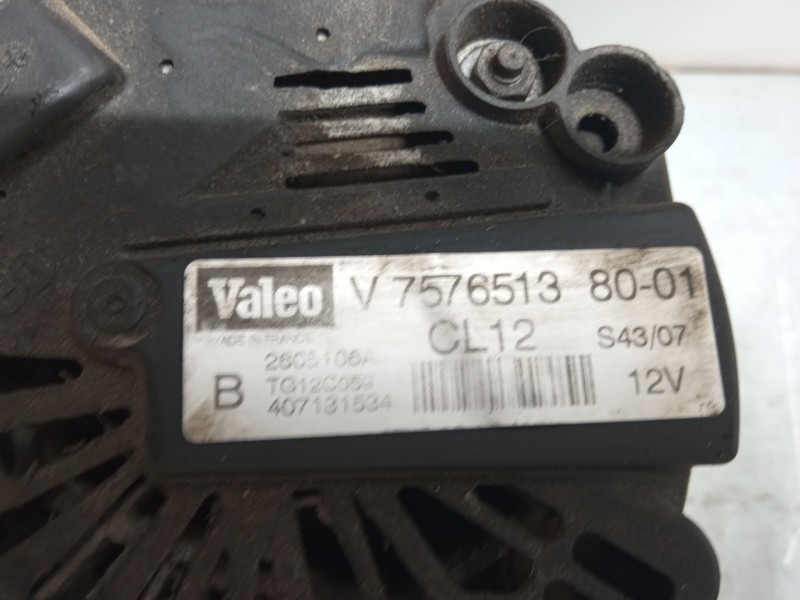 Valeo V 7576513 80-01
MADE IN FRANCE CL12 S43/07
2605106A
B TG12C059 12V
407131534